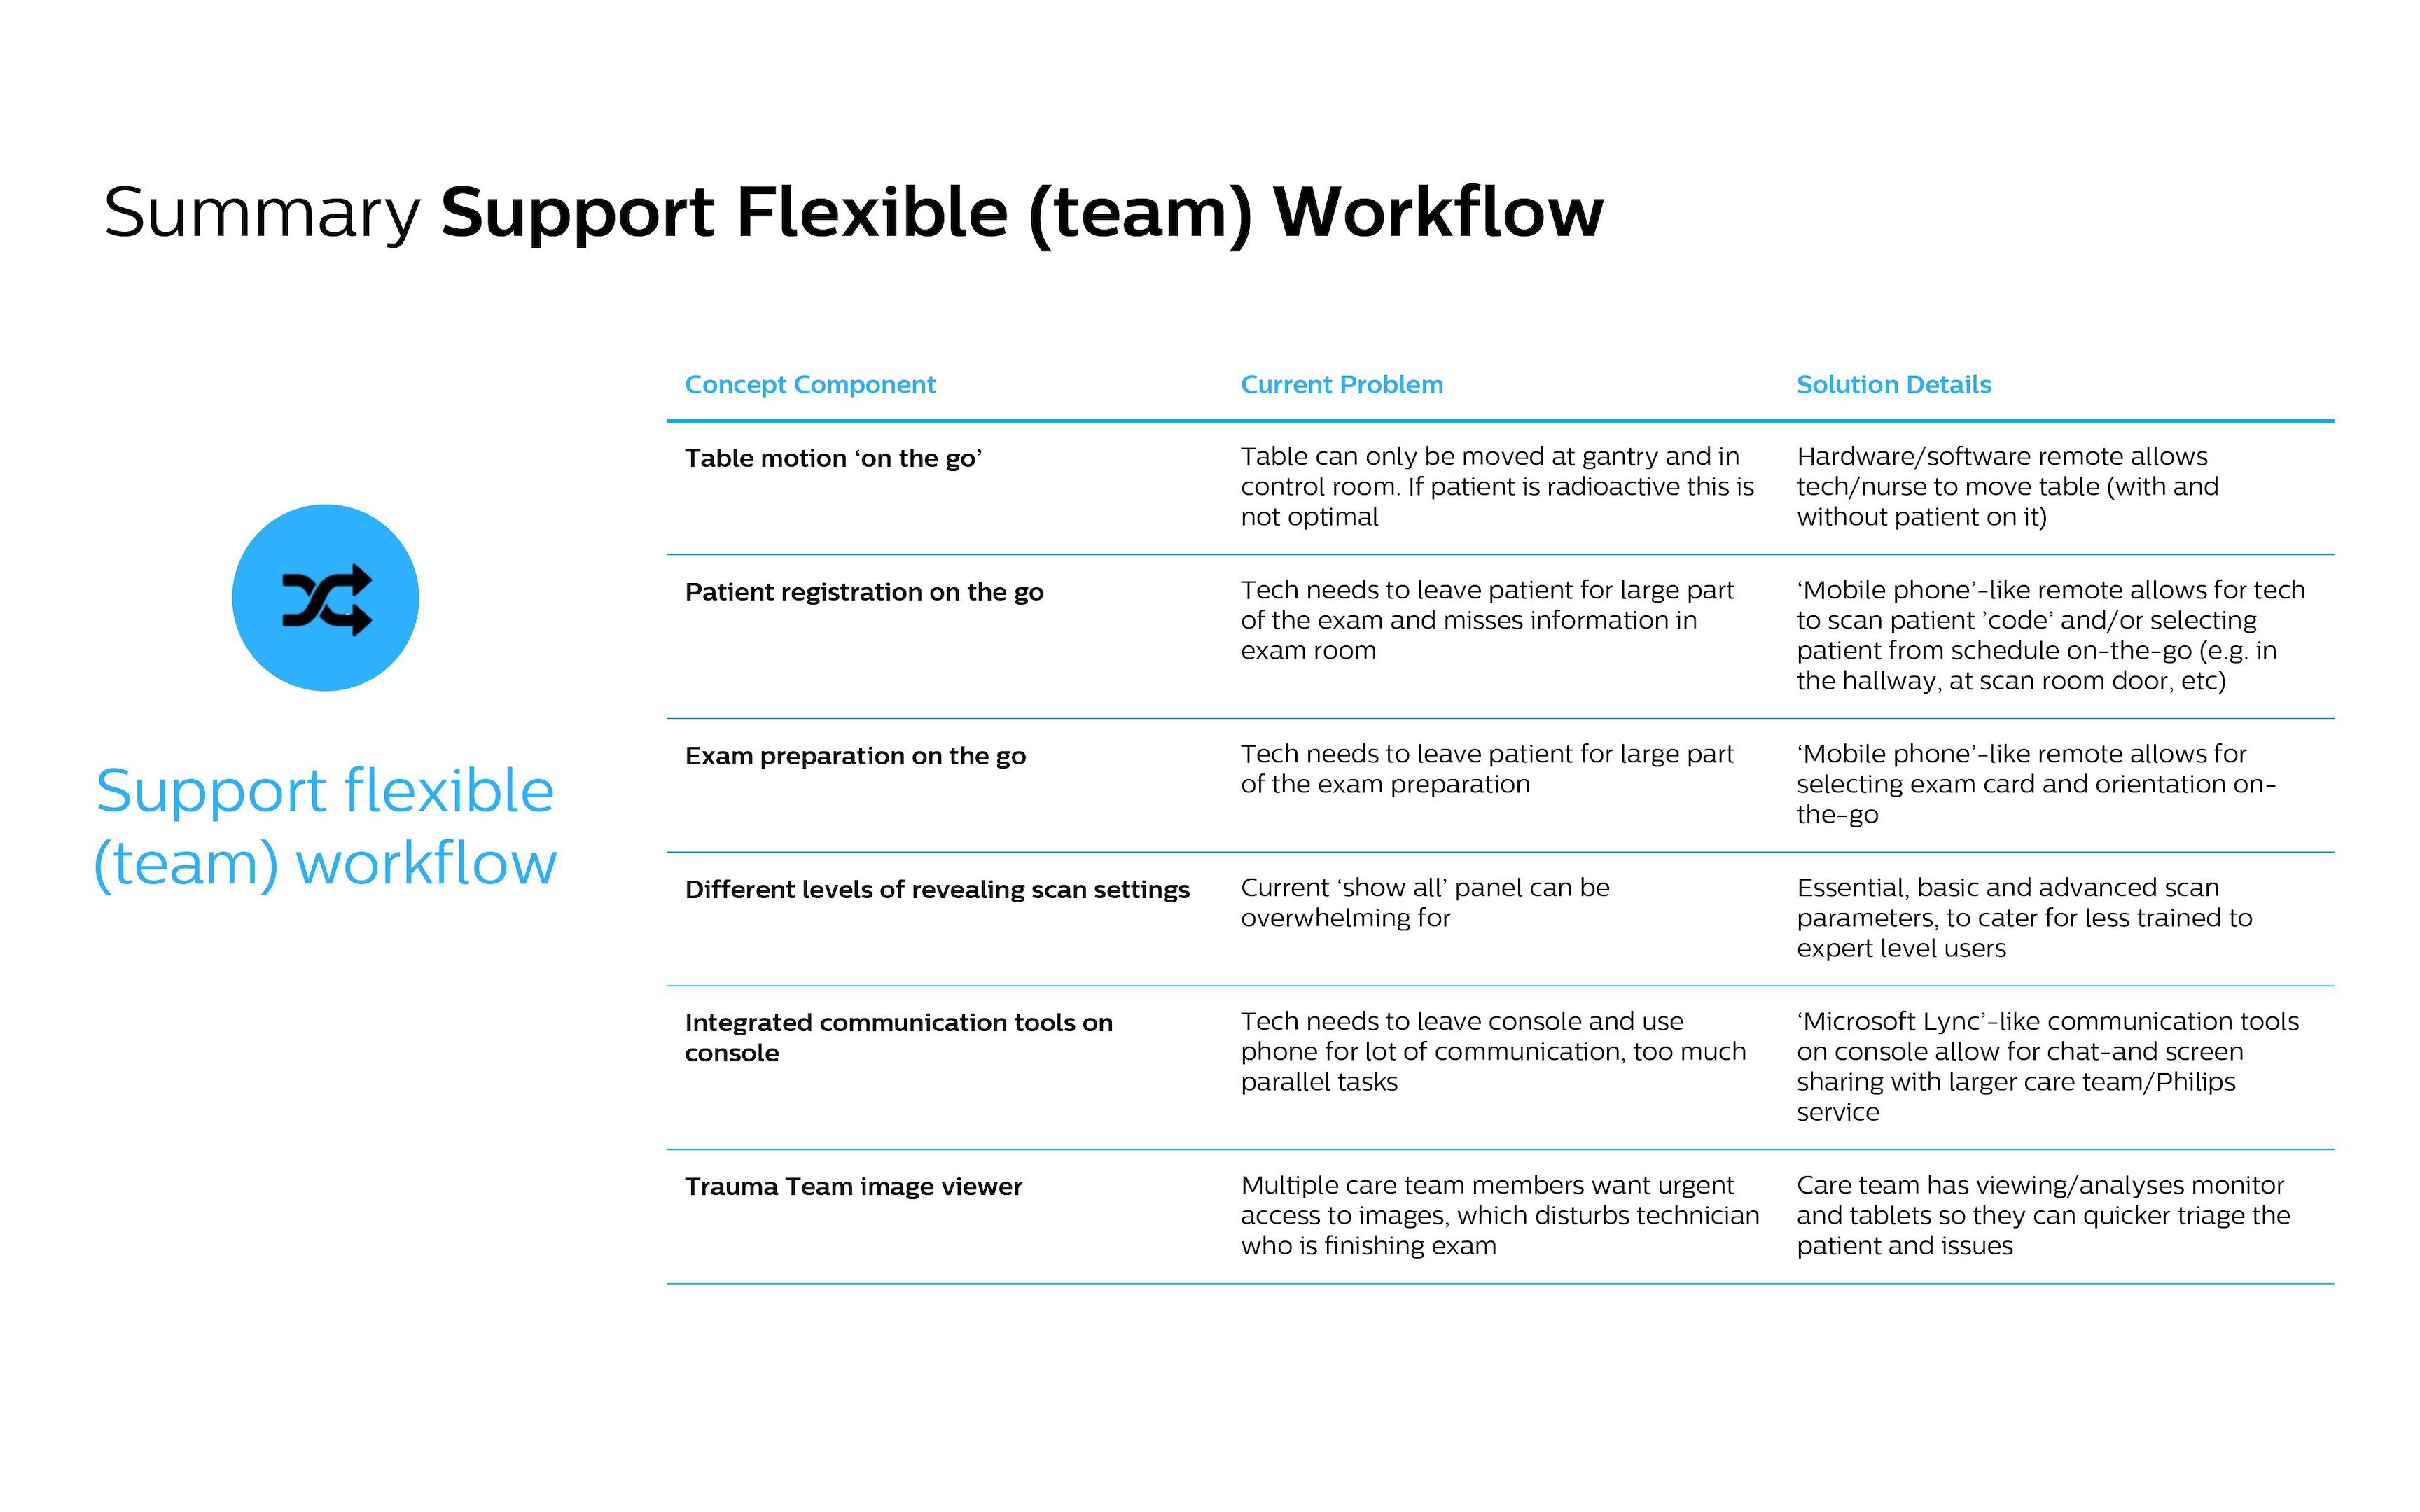 Summary Support Flexible (team) Workflow
Support flexible
(team) workflow
Concept Component
Current Problem
Solution Details
Table motion ‘on the go’
Table can only be moved at gantry and in
control room. If patient is radioactive this is
not optimal
Hardware/software remote allows
tech/nurse to move table (with and
without patient on it)
Patient registration on the go
Tech needs to leave patient for large part
of the exam and misses information in
exam room
‘Mobile phone’-like remote allows for tech
to scan patient ’code’ and/or selecting
patient from schedule on-the-go (e.g. in
the hallway, at scan room door, etc)
Exam preparation on the go
Tech needs to leave patient for large part
of the exam preparation
‘Mobile phone’-like remote allows for
selecting exam card and orientation on-
the-go
Different levels of revealing scan settings
Current ‘show all’ panel can be
overwhelming for
Essential, basic and advanced scan
parameters, to cater for less trained to
expert level users
Integrated communication tools on
console
Tech needs to leave console and use
phone for lot of communication, too much
parallel tasks
‘Microsoft Lync’-like communication tools
on console allow for chat-and screen
sharing with larger care team/Philips
service
Trauma Team image viewer
Multiple care team members want urgent
access to images, which disturbs technician
who is finishing exam
Care team has viewing/analyses monitor
and tablets so they can quicker triage the
patient and issues